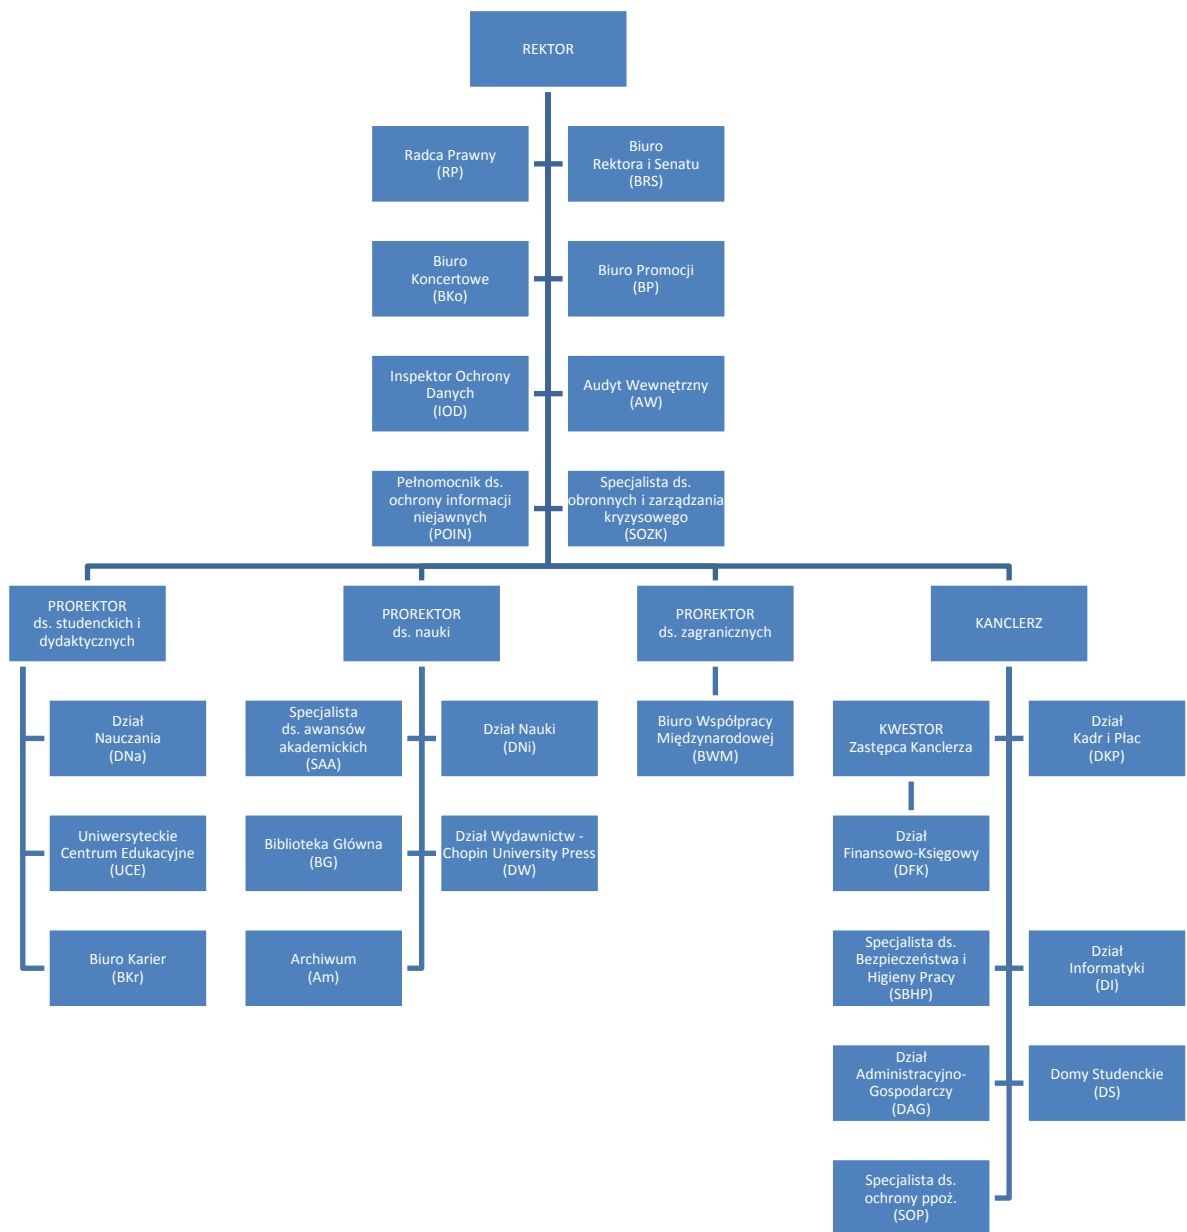 REKTOR
Radca Prawny
(RP)
Biuro
Rektora i Senatu
(BRS)
Biuro
Koncertowe
(BKo)
Biuro Promocji
(BP)
Inspektor Ochrony
Danych
(IOD)
Audyt Wewnętrzny
(AW)
Pełnomocnik ds.
ochrony informacji
niejawnych
(POIN)
Specjalista ds.
obronnych i zarządzania
kryzysowego
(SOZK)
PROREKTOR
ds. studenckich i
dydaktycznych
PROREKTOR
ds. nauki
PROREKTOR
ds. zagranicznych
KANCLERZ
Dział
Nauczania
(DNa)
Specjalista
ds. awansów
akademickich
(SAA)
Dział Nauki
(DNi)
Biuro Współpracy
Międzynarodowej
(BWM)
KWESTOR
Zastępca Kanclerza
Dział
Kadr i Płac
(DKP)
Uniwersyteckie
Centrum Edukacyjne
(UCE)
Biblioteka Główna
(BG)
Dział Wydawnictw -
Chopin University Press
(DW)
Dział
Finansowo-Księgowy
(DFK)
Biuro Karier
(BKr)
Archiwum
(Am)
Specjalista ds.
Bezpieczeństwa i
Higieny Pracy
(SBHP)
Dział
Informatyki
(DI)
Dział
Administracyjno-
Gospodarczy
(DAG)
Domy Studenckie
(DS)
Specjalista ds.
ochrony ppoż.
(SOP)